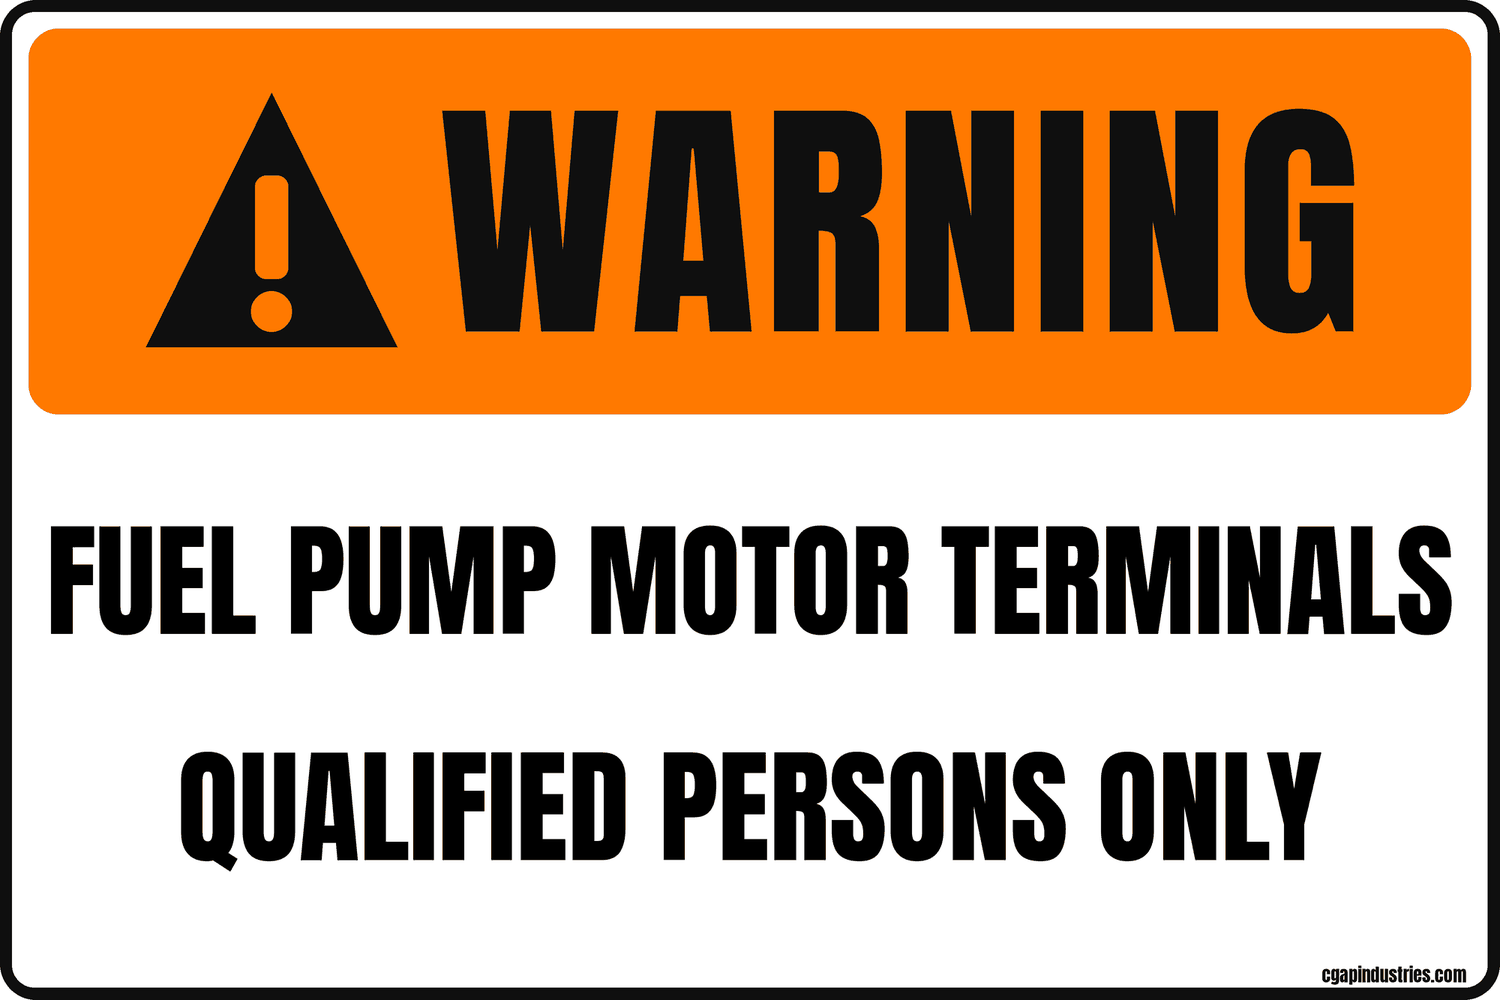 WARNING
FUEL PUMP MOTOR TERMINALS
QUALIFIED PERSONS ONLY
cgapindustries.com